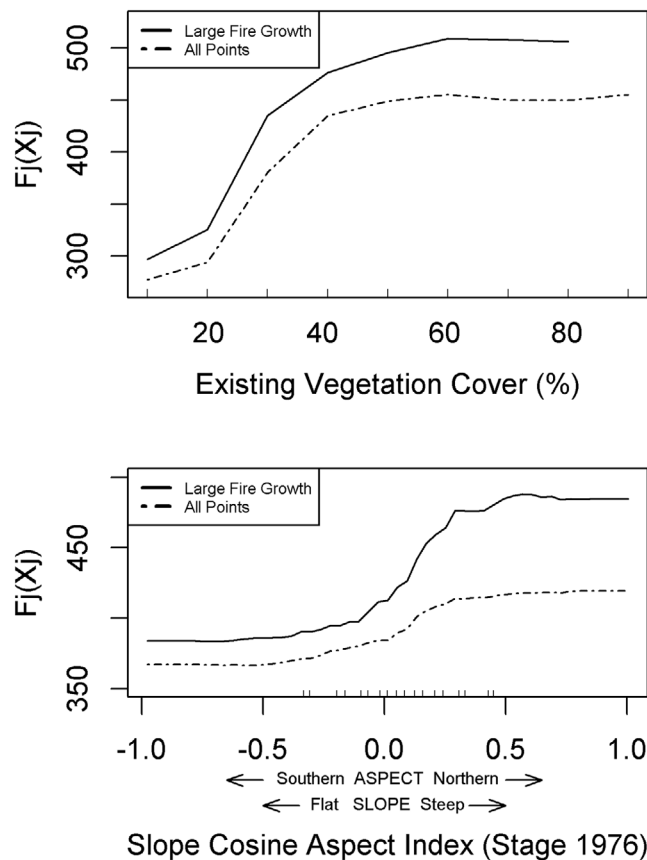 Large Fire Growth
All Points
500
400
300
Fj(Xj)
20 40 60 80
Existing Vegetation Cover (%)
Large Fire Growth
All Points
450
350
Fj(Xj)
-1.0 -0.5 0.0 0.5 1.0
Southern ASPECT Northern
Flat SLOPE Steep
Slope Cosine Aspect Index (Stage 1976)